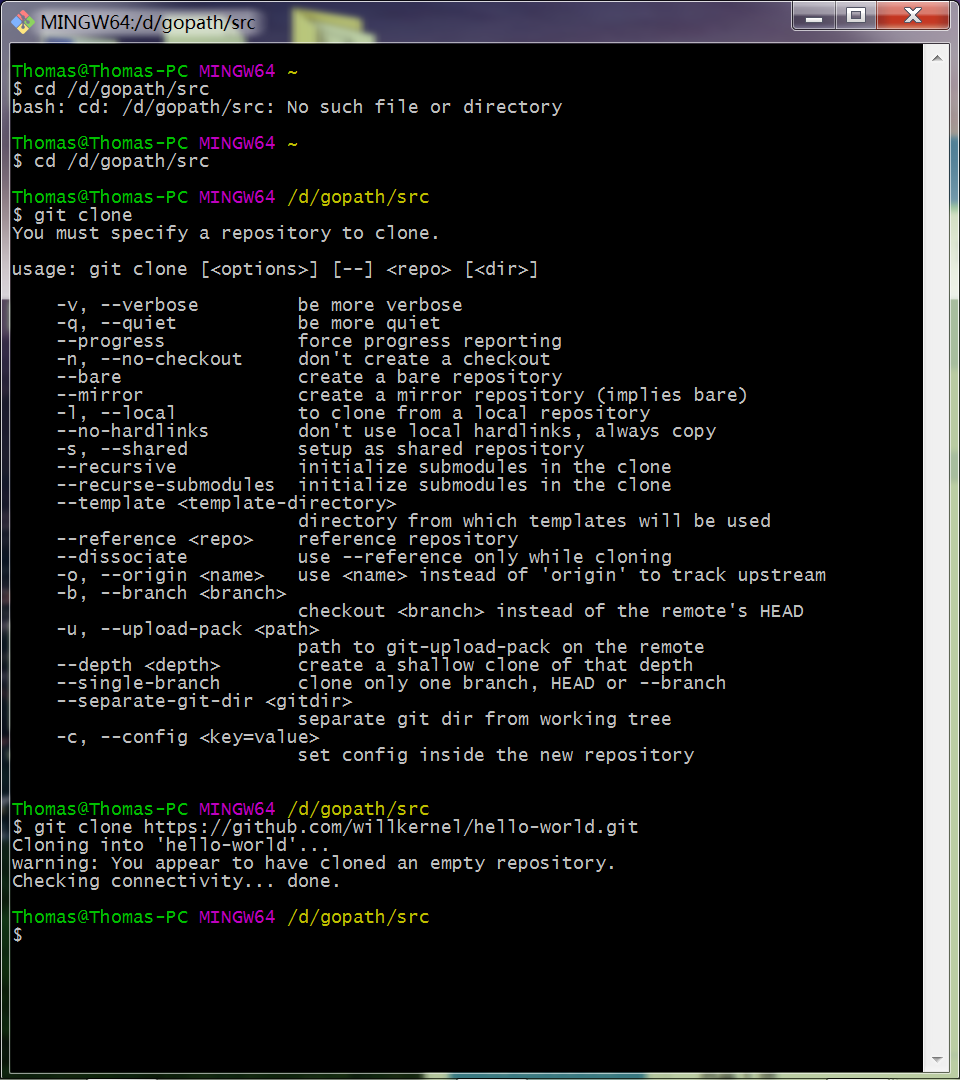 MINGW64:/d/gopath/src
Thomas@Thomas-PC MINGW64 ~
$ cd /d/gopath/src
bash: cd: /d/gopath/src: No such file or directory
Thomas@Thomas-PC MINGW64 ~
$ cd /d/gopath/src
Thomas@Thomas-PC MINGW64 /d/gopath/src
$ git clone
You must specify a repository to clone.
usage: git clone [<options>] [--] <repo> [<dir>]
-v, --verbose be more verbose
-q, --quiet be more quiet
--progress force progress reporting
-n, --no-checkout don't create a checkout
--bare create a bare repository
--mirror create a mirror repository (implies bare)
-l, --local to clone from a local repository
--no-hardlinks don't use local hardlinks, always copy
-s, --shared setup as shared repository
--recursive initialize submodules in the clone
--recurse-submodules initialize submodules in the clone
--template <template-directory>
directory from which templates will be used
--reference <repo> reference repository
--dissociate use --reference only while cloning
-o, --origin <name> use <name> instead of 'origin' to track upstream
-b, --branch <branch>
checkout <branch> instead of the remote's HEAD
-u, --upload-pack <path>
path to git-upload-pack on the remote
--depth <depth> create a shallow clone of that depth
--single-branch clone only one branch, HEAD or --branch
--separate-git-dir <gitdir>
separate git dir from working tree
-c, --config <key=value>
set config inside the new repository
Thomas@Thomas-PC MINGW64 /d/gopath/src
$ git clone https://github.com/willkernel/hello-world.git
Cloning into 'hello-world'...
warning: You appear to have cloned an empty repository.
Checking connectivity... done.
Thomas@Thomas-PC MINGW64 /d/gopath/src
$